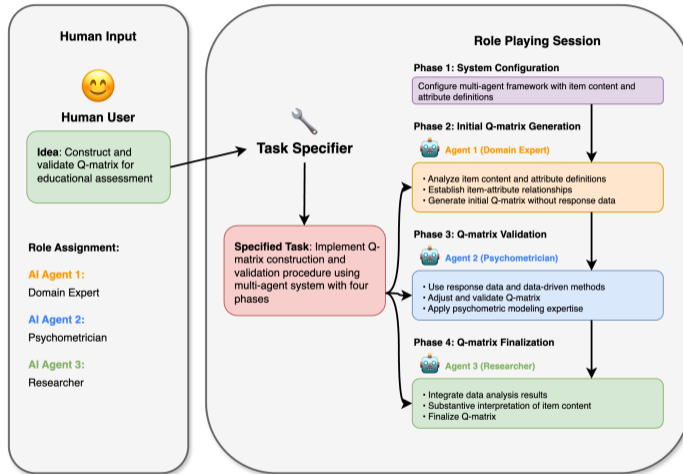 Human Input
Human User
Idea: Construct and
validate Q-matrix for
educational assessment
Role Assignment:
AI Agent 1:
Domain Expert
AI Agent 2:
Psychometrician
AI Agent 3:
Researcher
Task Specifier
Specified Task: Implement Q-
matrix construction and
validation procedure using
multi-agent system with four
phases
Role Playing Session
Phase 1: System Configuration
Configure multi-agent framework with item content and
attribute definitions
Phase 2: Initial Q-matrix Generation
Agent 1 (Domain Expert)
• Analyze item content and attribute definitions
• Establish item-attribute relationships
• Generate initial Q-matrix without response data
Phase 3: Q-matrix Validation
Agent 2 (Psychometrician)
• Use response data and data-driven methods
• Adjust and validate Q-matrix
• Apply psychometric modeling expertise
Phase 4: Q-matrix Finalization
Agent 3 (Researcher)
• Integrate data analysis results
• Substantive interpretation of item content
• Finalize Q-matrix